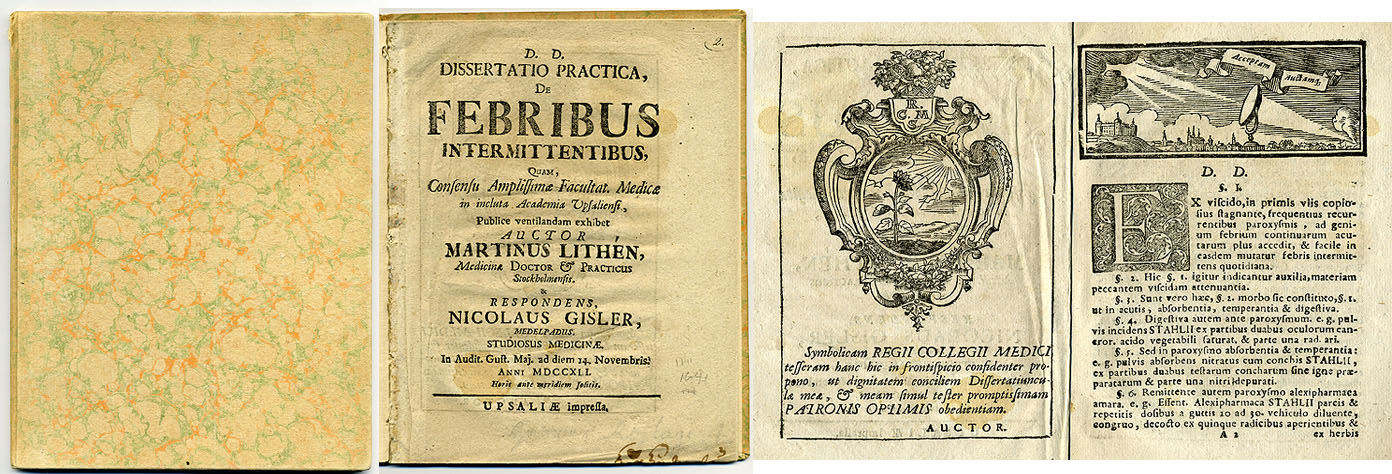 2.
D. D.
DISSERTATIO PRACTICA,
DE
FEBRIBUS
INTERMITTENTIBUS,
QUAM,
Consensu Amplissimæ Facultat. Medicæ
in incluta Academia Upsaliensi,
Publice ventilandam exhibet
AUCTOR
MARTINUS LITHÉN,
Medicinæ DOCTOR & PRACTICUS
Stockholmensis.
&
RESPONDENS,
NICOLAUS GISLER,
MEDELPADUS.
STUDIOSUS MEDICINÆ.
In Audit. Gust. Maj. ad diem 14. Novembris.
ANNI MDCCXLI.
Horis ante meridiem solitis.
UPSALIÆ impressa.
R.
C. M
S
Symbolicam REGII COLLEGII MEDICI
tesseram hanc hic in frontispicio confidenter pro-
pono, ut dignitatem conciliem Dissertatiuncu-
læ meæ, & meam simul tester promptissimam
PATRONIS OPTIMIS obedientiam.
AUCTOR.
Acceptam
Auctam;
D. D.
§. 1.
EX viscido, in primis viis copio-
sius stagnante, frequentius recur-
rentibus paroxysmis, ad geni-
um febrium continuarum acu-
tarum plus accedit, & facile in
easdem mutatur febris intermit-
tens quotidiana.
§. 2. Hic §. 1. igitur indicantur auxilia, materiam
peccantem viscidam attenuantia.
§. 3. Sunt vero hæc, §. 2. morbo sic constituto, §. 1.
ut in acutis, absorbentia, temperantia & digestiva.
§. 4. Digestiva autem ante paroxysmum. e. g. pul-
vis incidens STAHLII ex partibus duabus oculorum can-
cror. acido vegetabili saturat. & parte una rad. ari.
§. 5. Sed in paroxysmo absorbentia & temperantia:
e. g. pulvis absorbens nitratus cum conchis STAHLII,
ex partibus duabus testarum concharum sine igne præ-
paratarum & parte una nitri depurati.
§. 6. Remittente autem paroxysmo alexipharmaca
amara. e. g. Essent. Alexipharmaca STAHLII parcis &
repetitis dosibus a guttis 20 ad 30. vehiculo diluente,
congruo, decocto ex quinque radicibus aperientibus &
A 2 ex herbis